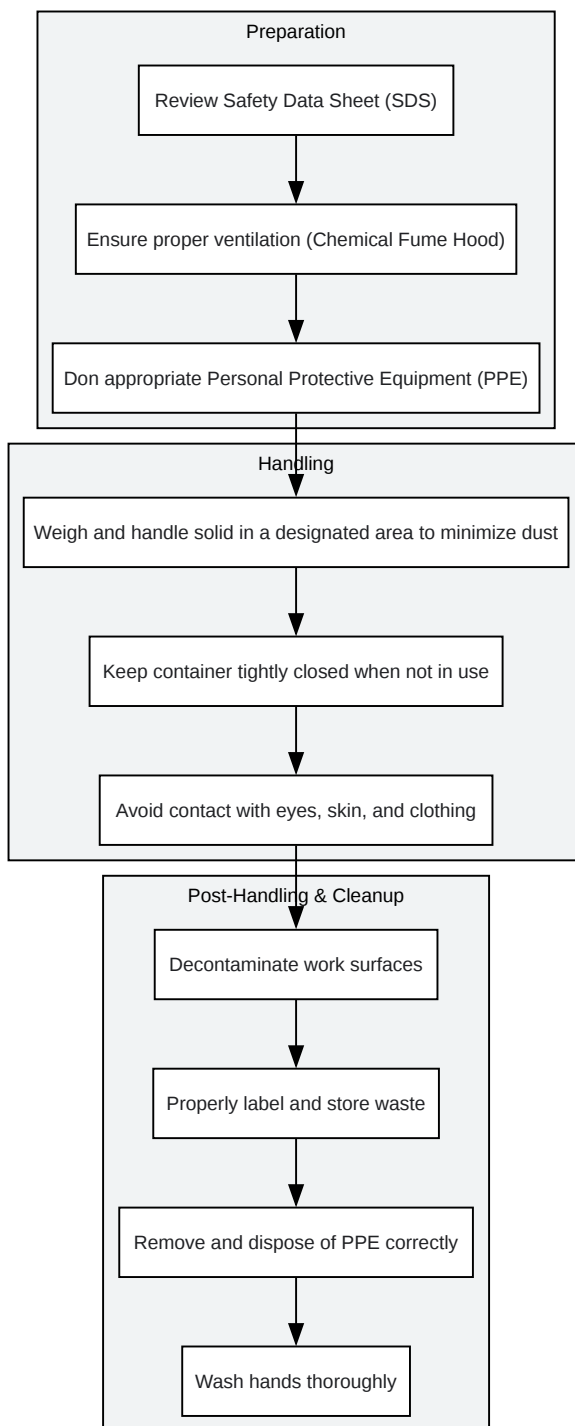 Preparation
Review Safety Data Sheet (SDS)
Ensure proper ventilation (Chemical Fume Hood)
Don appropriate Personal Protective Equipment (PPE)
Handling
Weigh and handle solid in a designated area to minimize dust
Keep container tightly closed when not in use
Avoid contact with eyes, skin, and clothing
Post-Handling & Cleanup
Decontaminate work surfaces
Properly label and store waste
Remove and dispose of PPE correctly
Wash hands thoroughly